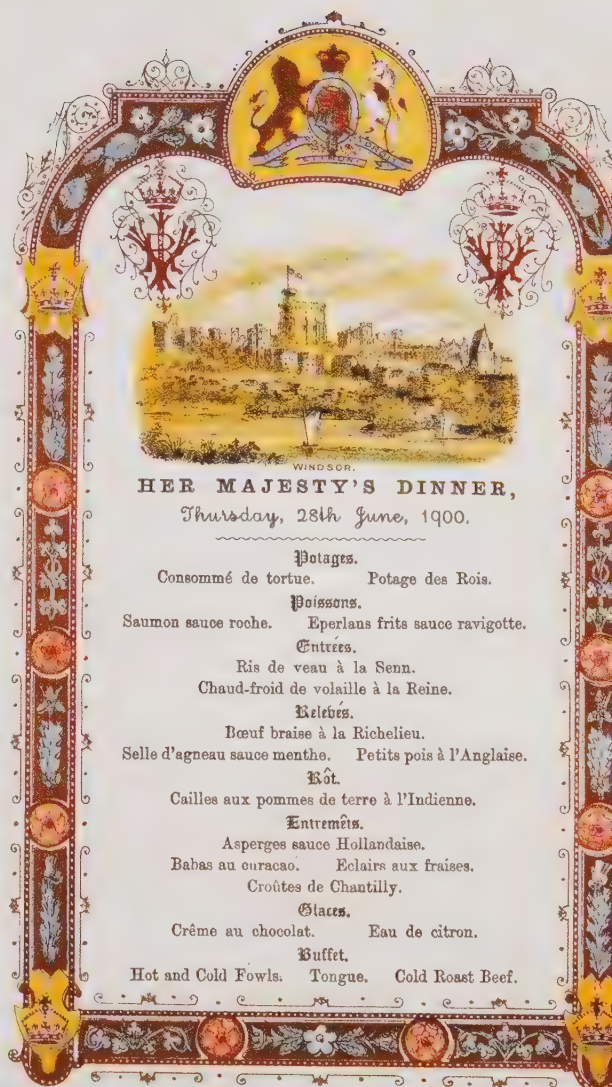 WINDSOR.
HER MAJESTY'S DINNER,
Thursday, 28th June, 1900.
Potages.
Consommé de tortue. Potage des Rois.
Poissons.
Saumon sauce roche. Eperlans frits sauce ravigotte.
Entrées.
Ris de veau à la Senn.
Chaud-froid de volaille à la Reine.
Relevés.
Bœuf braise à la Richelieu.
Selle d'agneau sauce menthe. Petits pois à l'Anglaise.
Rôt.
Cailles aux pommes de terre à l'Indienne.
Entremêts.
Asperges sauce Hollandaise.
Babas au curacao. Eclairs aux fraises.
Croûtes de Chantilly.
Glaces.
Crême au chocolat. Eau de citron.
Buffet.
Hot and Cold Fowls. Tongue. Cold Roast Beef.